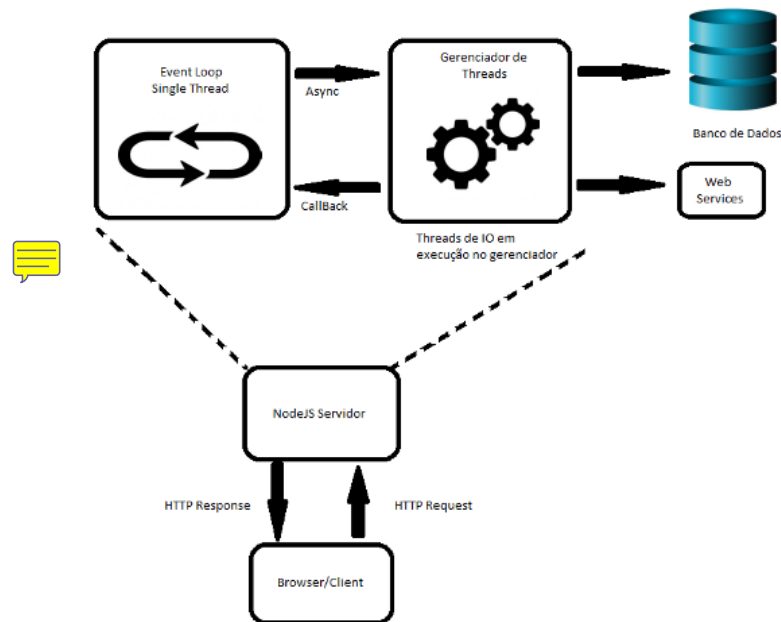 Event Loop
Single Thread
Async
CallBack
Gerenciador de
Threads
Threads de IO em
execução no gerenciador
Banco de Dados
Web
Services
NodeJS Servidor
HTTP Response
HTTP Request
Browser/Client